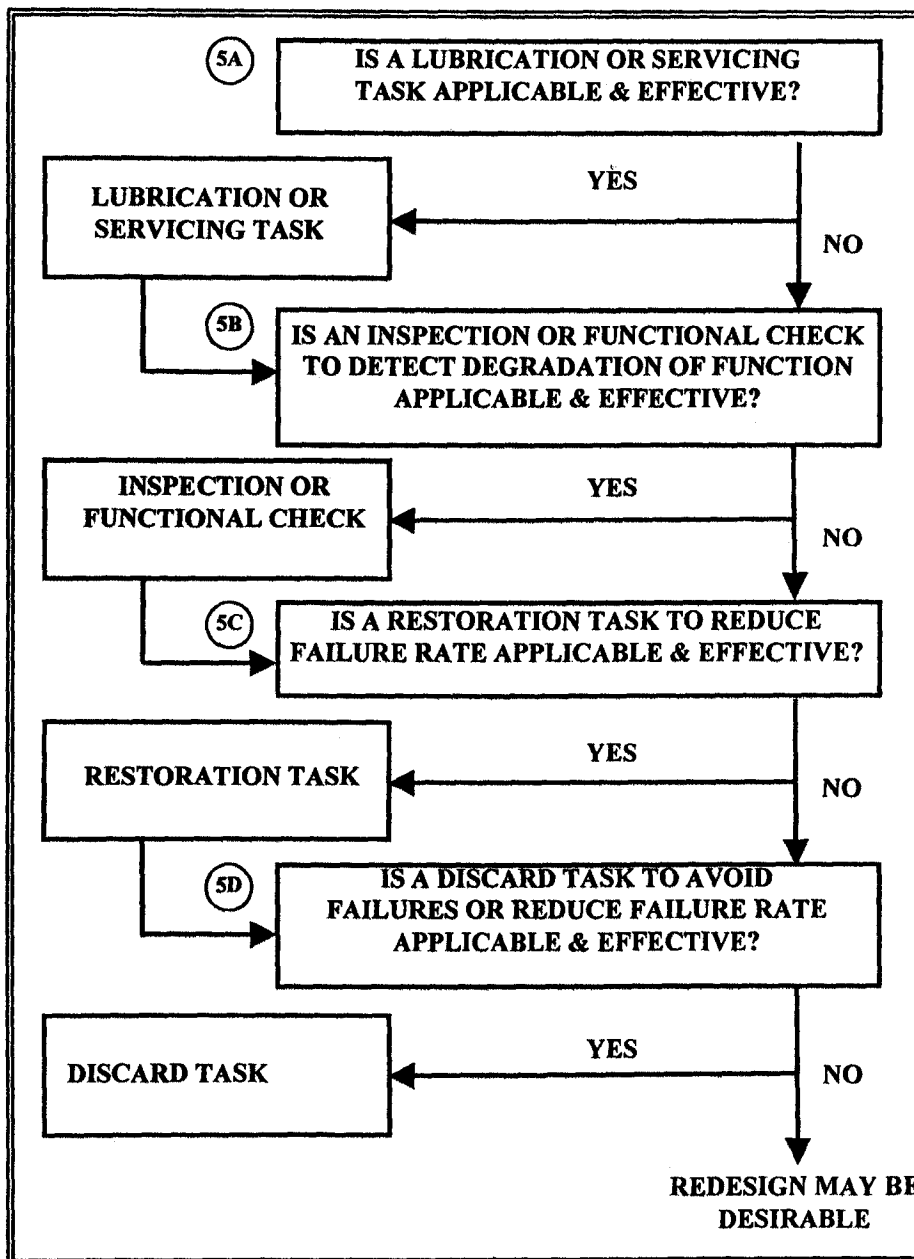 5A
IS A LUBRICATION OR SERVICING
TASK APPLICABLE & EFFECTIVE?
YES
LUBRICATION OR
SERVICING TASK
NO
5B
IS AN INSPECTION OR FUNCTIONAL CHECK
TO DETECT DEGRADATION OF FUNCTION
APPLICABLE & EFFECTIVE?
YES
INSPECTION OR
FUNCTIONAL CHECK
NO
5C
IS A RESTORATION TASK TO REDUCE
FAILURE RATE APPLICABLE & EFFECTIVE?
YES
RESTORATION TASK
NO
5D
IS A DISCARD TASK TO AVOID
FAILURES OR REDUCE FAILURE RATE
APPLICABLE & EFFECTIVE?
YES
DISCARD TASK
NO
REDESIGN MAY BE
DESIRABLE